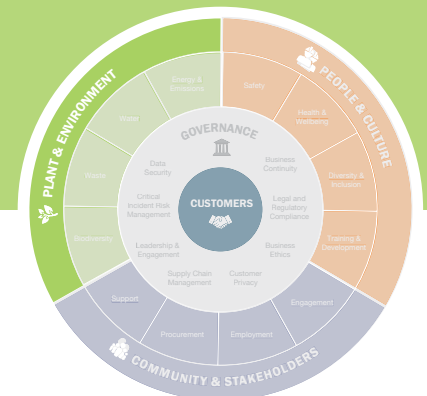 PLANT & ENVIRONMENT
Energy &
Emissions
Water
Waste
Biodiversity
PEOPLE & CULTURE
Safety
Health &
Wellbeing
Diversity &
Inclusion
Training &
Development
GOVERNANCE
Data
Security
Business
Continuity
Critical
Incident Risk
Management
Legal and
Regulatory
Compliance
Leadership &
Engagement
Business
Ethics
Supply Chain
Management
Customer
Privacy
CUSTOMERS
Support
Procurement
Employment
Engagement
COMMUNITY & STAKEHOLDERS